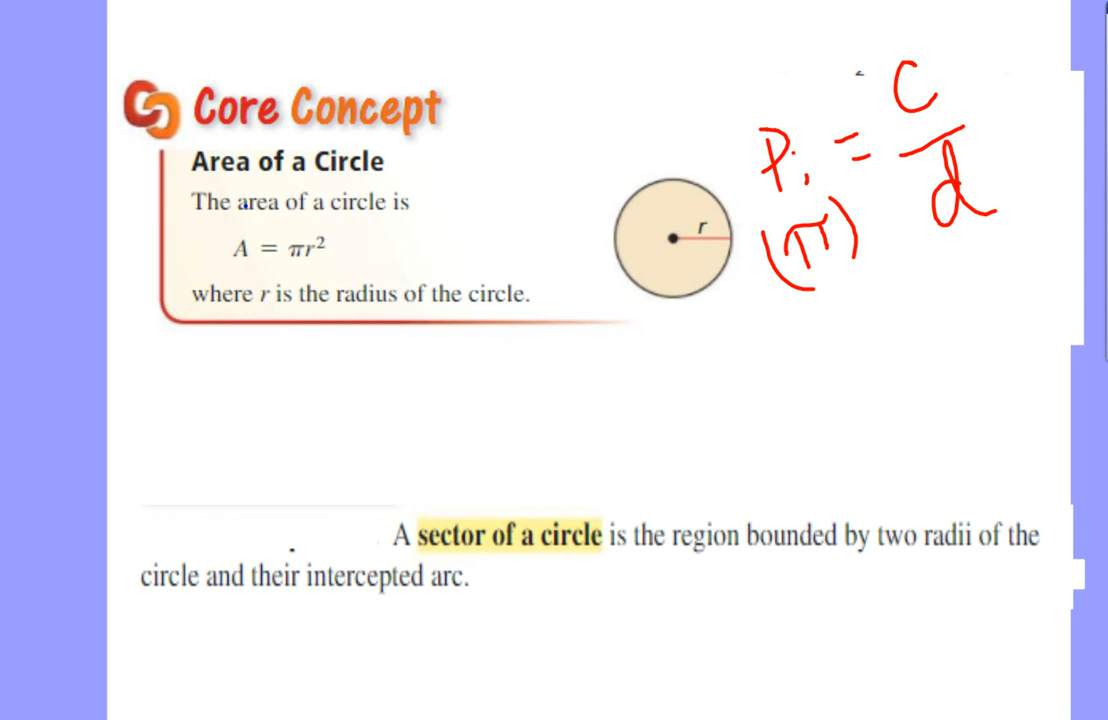 Core Concept
Area of a Circle
The area of a circle is
A = πr²
where r is the radius of the circle.
r
Pi = C/d
(π)
A sector of a circle is the region bounded by two radii of the
circle and their intercepted arc.